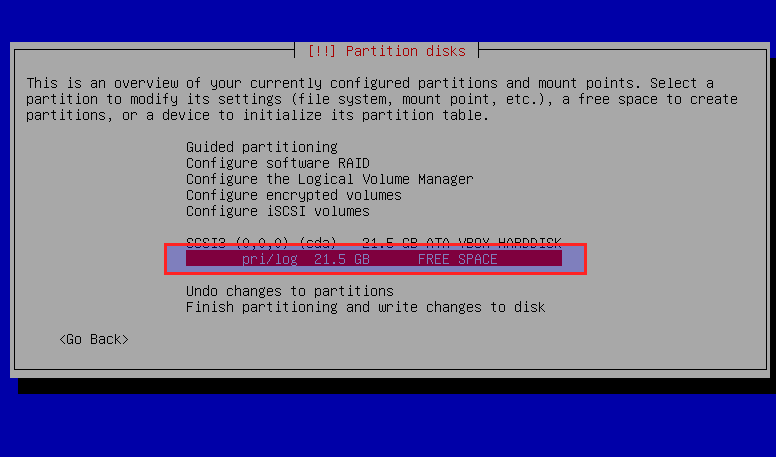 [!!] Partition disks
This is an overview of your currently configured partitions and mount points. Select a
partition to modify its settings (file system, mount point, etc.), a free space to create
partitions, or a device to initialize its partition table.
Guided partitioning
Configure software RAID
Configure the Logical Volume Manager
Configure encrypted volumes
Configure iSCSI volumes
SCSI3 (0,0,0) (sda) - 21.5 GB ATA VBOX HARDDISK
pri/log 21.5 GB FREE SPACE
Undo changes to partitions
Finish partitioning and write changes to disk
<Go Back>